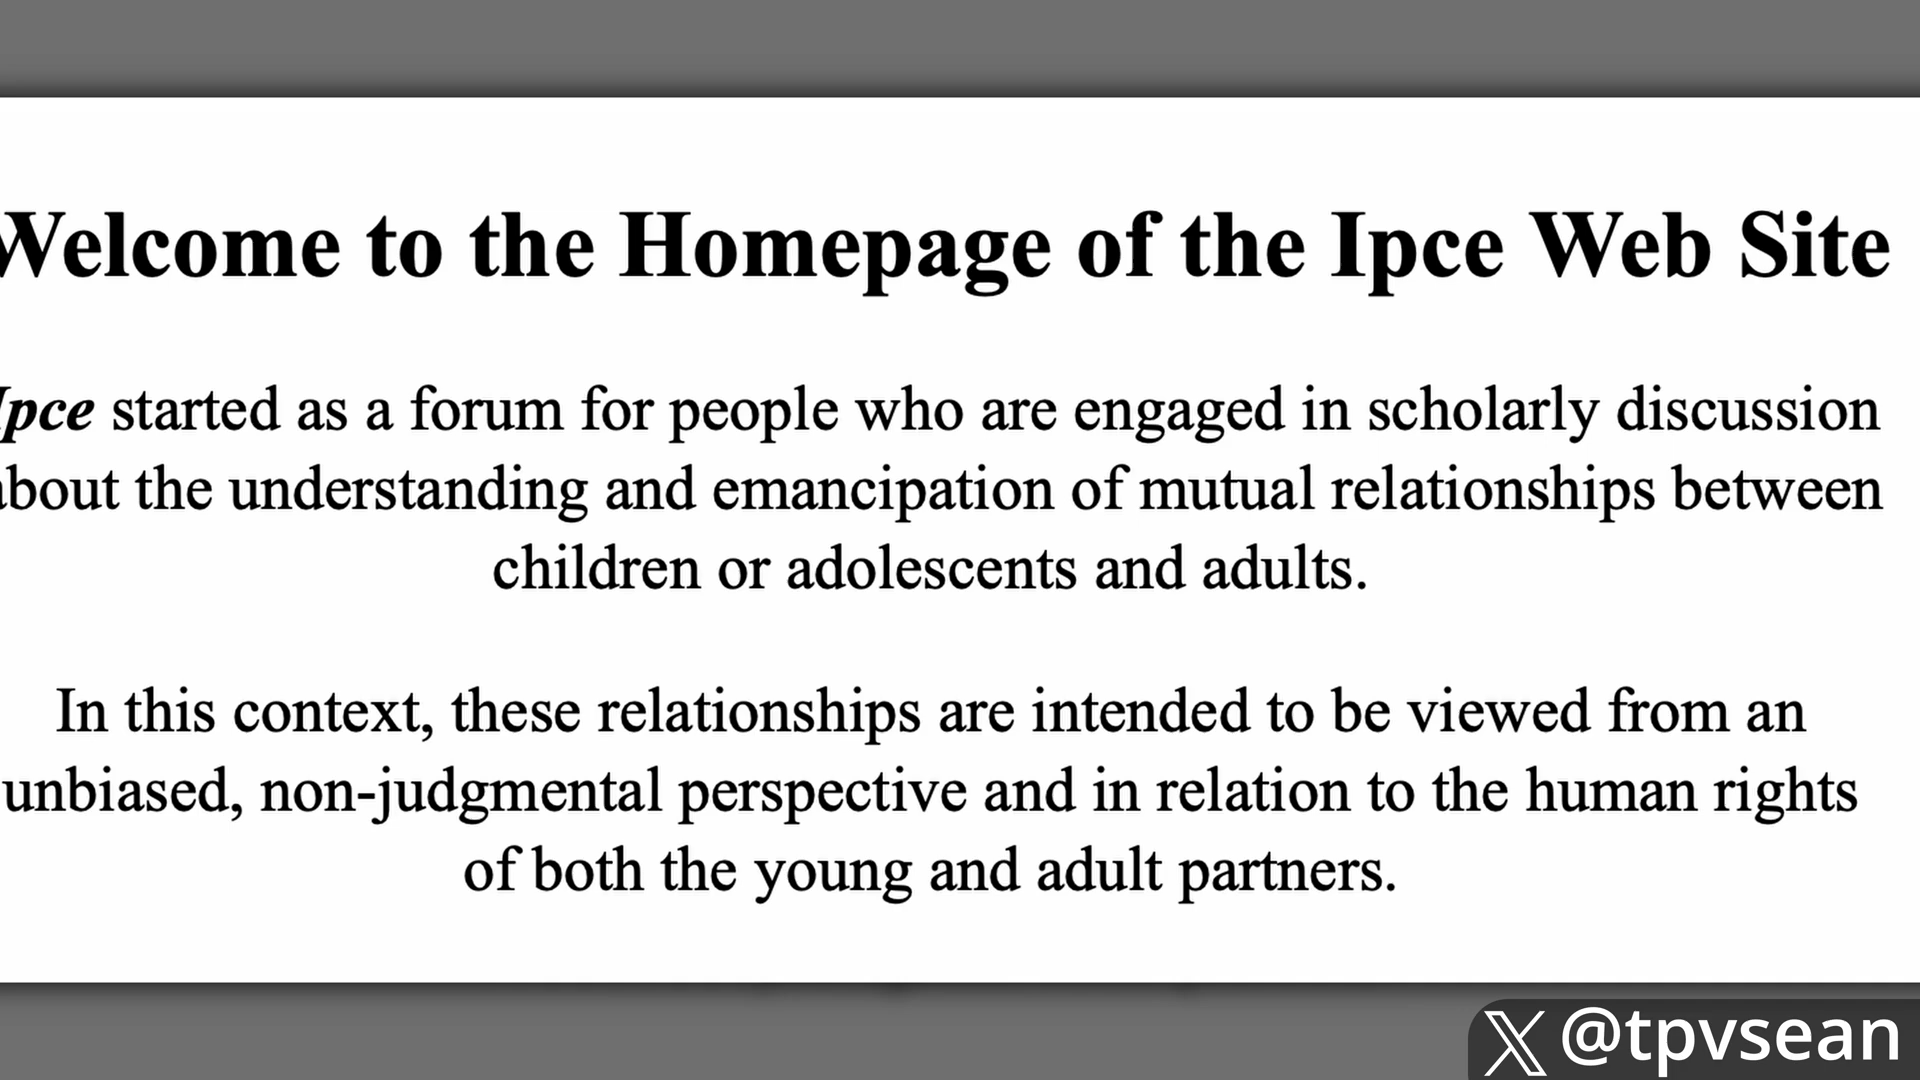 Welcome to the Homepage of the Ipce Web Site
Ipce started as a forum for people who are engaged in scholarly discussion
about the understanding and emancipation of mutual relationships between
children or adolescents and adults.
In this context, these relationships are intended to be viewed from an
unbiased, non-judgmental perspective and in relation to the human rights
of both the young and adult partners.
X @tpvsean